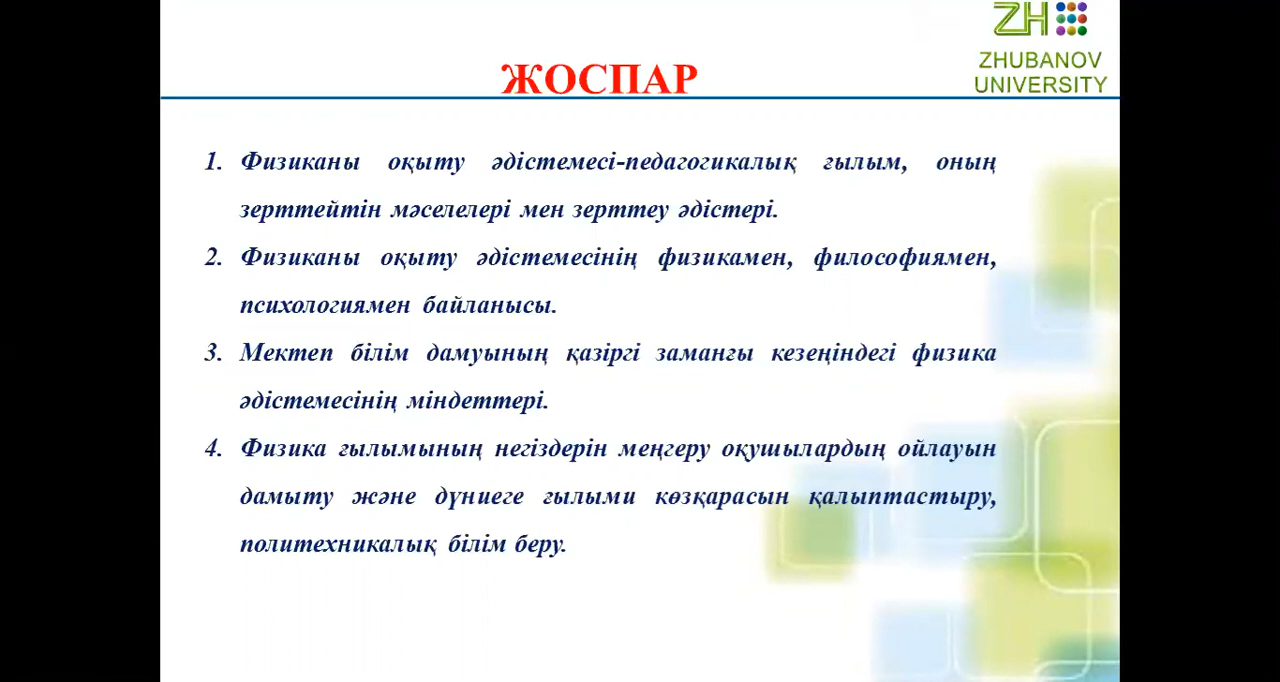 ZH
ZHUBANOV
UNIVERSITY
ЖОСПАР
1. Физиканы оқыту әдістемесі-педагогикалық ғылым, оның
зерттейтін мәселелері мен зерттеу әдістері.
2. Физиканы оқыту әдістемесінің физикамен, философиямен,
психологиямен байланысы.
3. Мектеп білім дамуының қазіргі заманғы кезеңіндегі физика
әдістемесінің міндеттері.
4. Физика ғылымының негіздерін меңгеру оқушылардың ойлауын
дамыту және дүниеге ғылыми көзқарасын қалыптастыру,
политехникалық білім беру.